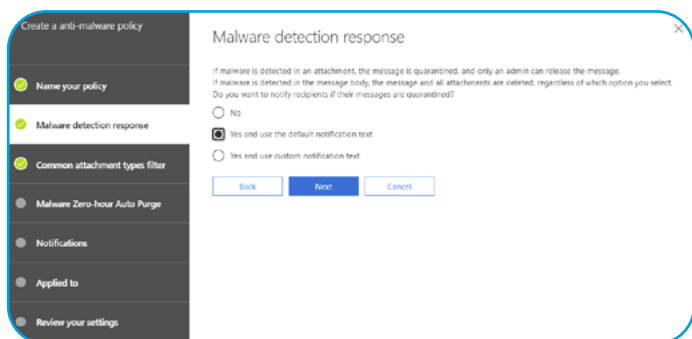 Create a anti-malware policy
Name your policy
Malware detection response
Common attachment types filter
Malware Zero-hour Auto Purge
Notifications
Applied to
Review your settings
Malware detection response
If malware is detected in an attachment, the message is quarantined, and only an admin can release the message.
If malware is detected in the message body, the message and all attachments are deleted, regardless of which option you select.
Do you want to notify recipients if their messages are quarantined?
No
Yes and use the default notification text
Yes and use custom notification text
Back Next Cancel